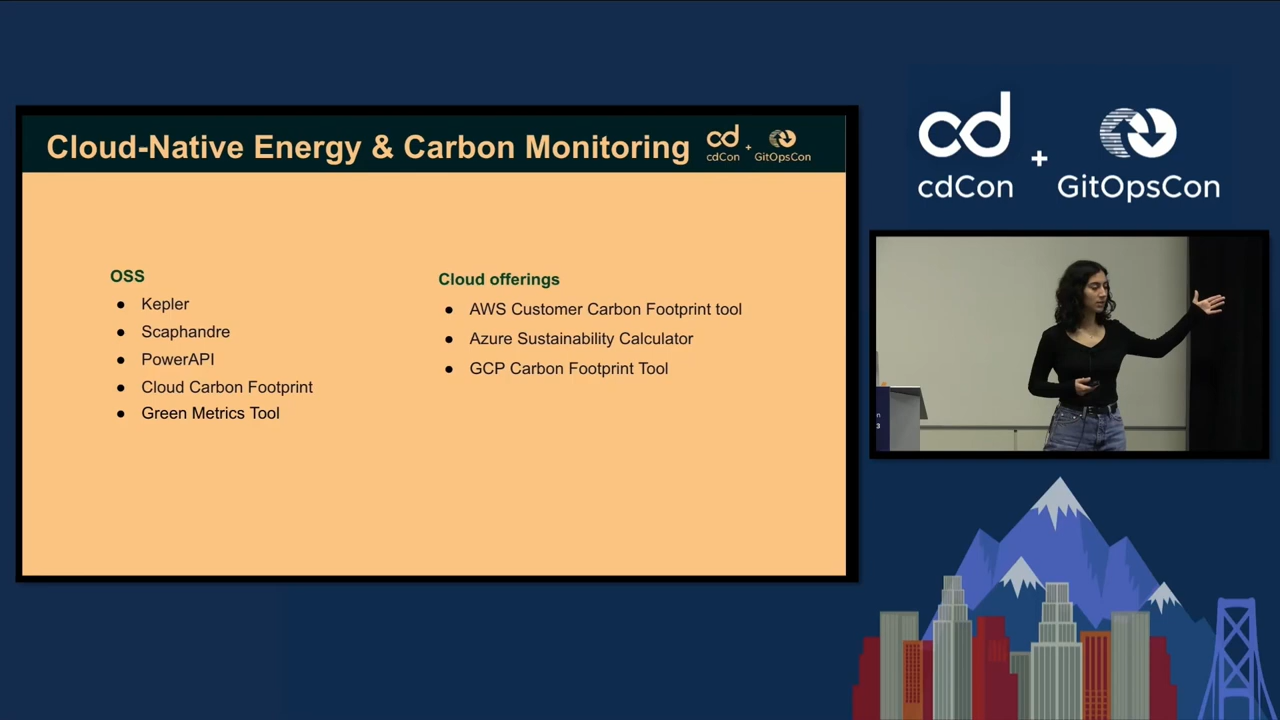 Cloud-Native Energy & Carbon Monitoring
cd
cdCon
+
GitOpsCon
OSS
● Kepler
● Scaphandre
● PowerAPI
● Cloud Carbon Footprint
● Green Metrics Tool
Cloud offerings
● AWS Customer Carbon Footprint tool
● Azure Sustainability Calculator
● GCP Carbon Footprint Tool
cd
cdCon
+
GitOpsCon